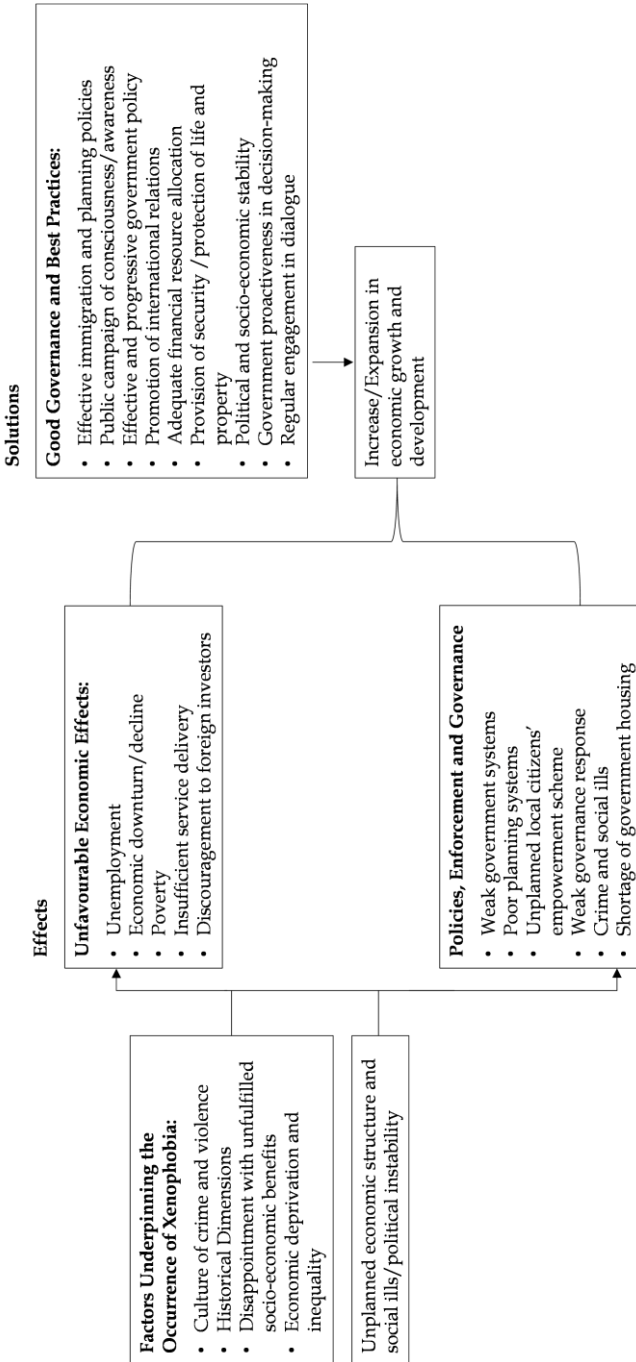 Factors Underpinning the
Occurrence of Xenophobia:
• Culture of crime and violence
• Historical Dimensions
• Disappointment with unfulfilled
socio-economic benefits
• Economic deprivation and
inequality
Unplanned economic structure and
social ills/political instability
Effects
Unfavourable Economic Effects:
• Unemployment
• Economic downturn/decline
• Poverty
• Insufficient service delivery
• Discouragement to foreign investors
Policies, Enforcement and Governance
• Weak government systems
• Poor planning systems
• Unplanned local citizens’
empowerment scheme
• Weak governance response
• Crime and social ills
• Shortage of government housing
Solutions
Good Governance and Best Practices:
• Effective immigration and planning policies
• Public campaign of consciousness/awareness
• Effective and progressive government policy
• Promotion of international relations
• Adequate financial resource allocation
• Provision of security /protection of life and
property
• Political and socio-economic stability
• Government proactiveness in decision-making
• Regular engagement in dialogue
Increase/Expansion in
economic growth and
development